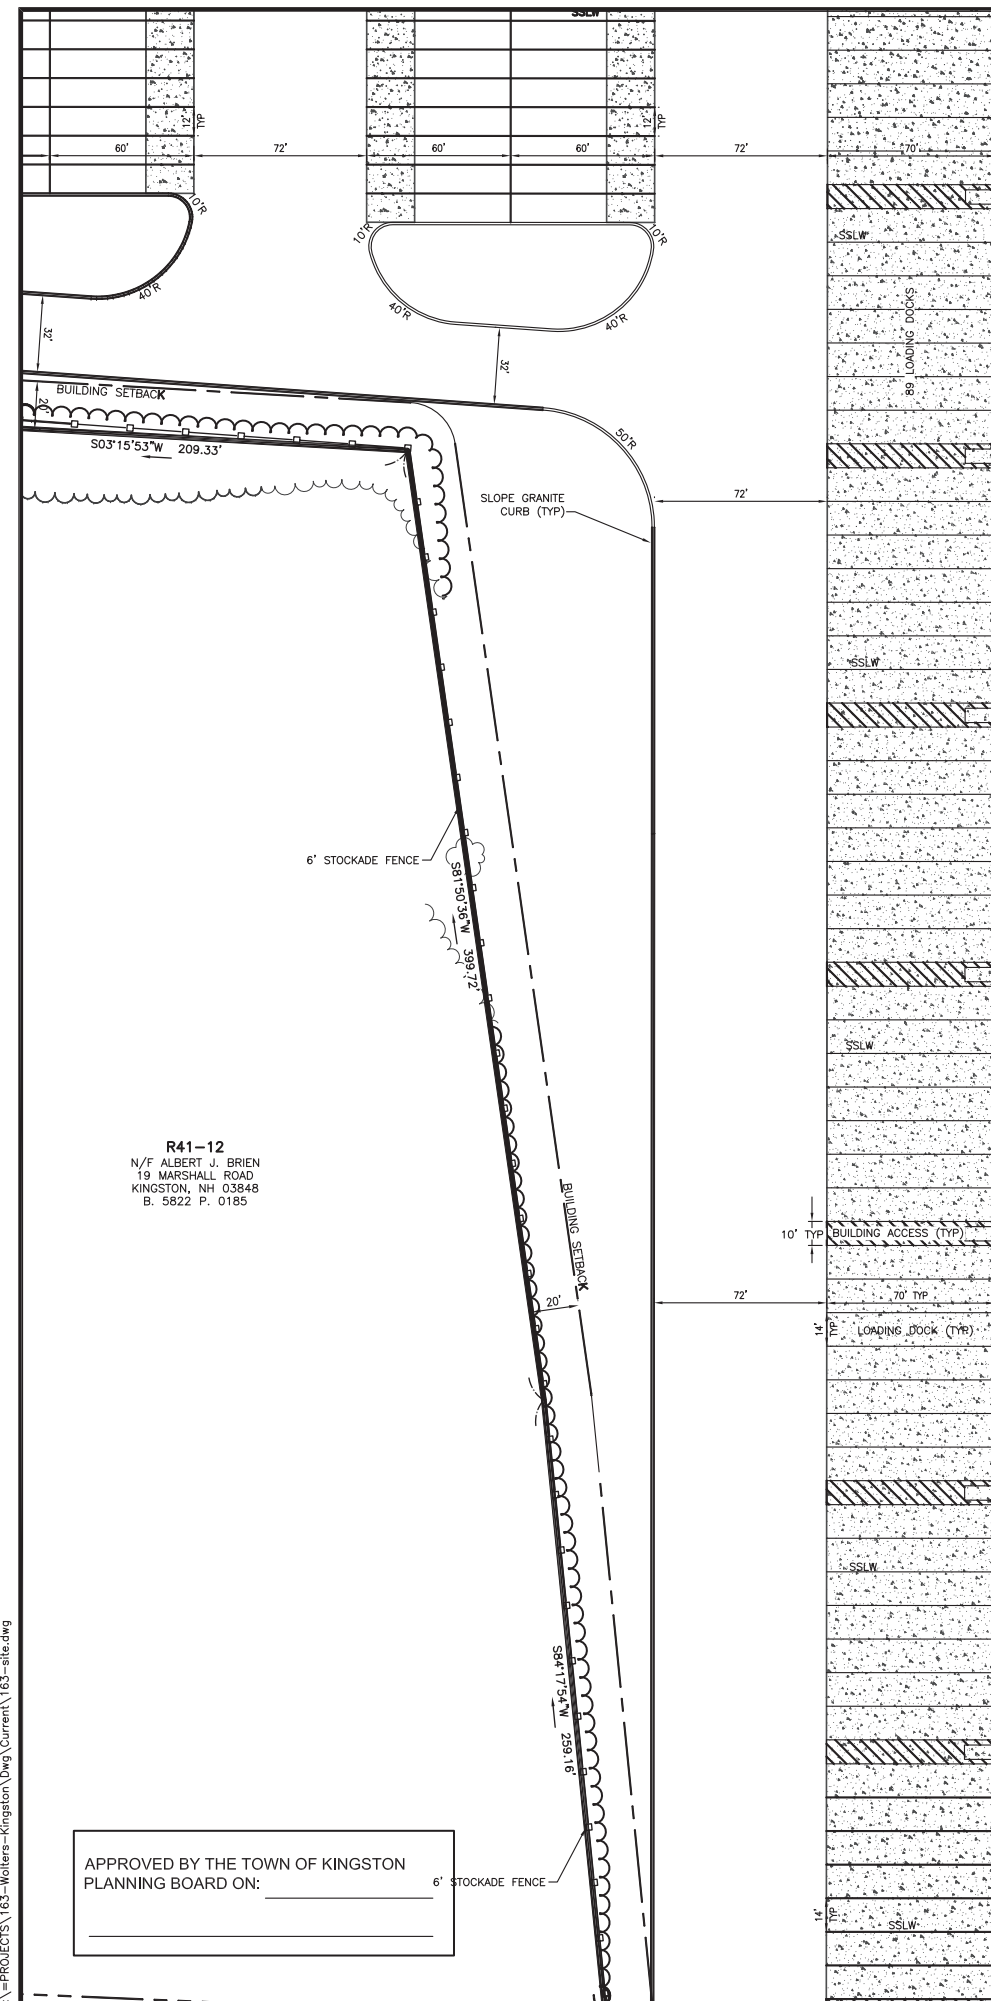 SSLW
12'
TYP
12'
TYP
60'
72'
60'
60'
72'
70'
10'R
10'R
10'R
SSLW
40'R
40'R
40'R
89 LOADING DOCKS
32'
32'
BUILDING SETBACK
20'
50'R
S03°15'53"W 209.33'
SLOPE GRANITE
CURB (TYP)
72'
SSLW
6' STOCKADE FENCE
S81°50'36"W 399.72'
SSLW
R41-12
N/F ALBERT J. BRIEN
19 MARSHALL ROAD
KINGSTON, NH 03848
B. 5822 P. 0185
BUILDING SETBACK
10' TYP
BUILDING ACCESS (TYP)
20'
72'
70' TYP
14'
TYP
LOADING DOCK (TYP)
SSLW
S84°17'54"W 259.16'
APPROVED BY THE TOWN OF KINGSTON
PLANNING BOARD ON:
6' STOCKADE FENCE
14'
TYP
SSLW
\=PROJECTS\163-Wolters-Kingston\Dwg\Current\163-site.dwg